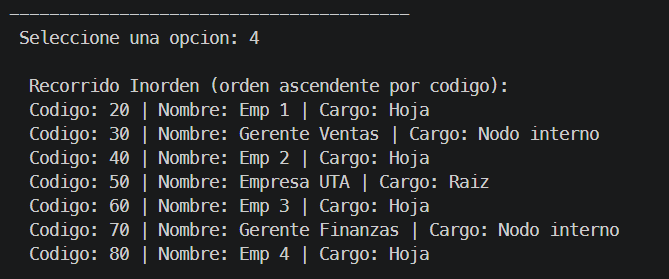 ________________________________________
Seleccione una opcion: 4
Recorrido Inorden (orden ascendente por codigo):
Codigo: 20 | Nombre: Emp 1 | Cargo: Hoja
Codigo: 30 | Nombre: Gerente Ventas | Cargo: Nodo interno
Codigo: 40 | Nombre: Emp 2 | Cargo: Hoja
Codigo: 50 | Nombre: Empresa UTA | Cargo: Raiz
Codigo: 60 | Nombre: Emp 3 | Cargo: Hoja
Codigo: 70 | Nombre: Gerente Finanzas | Cargo: Nodo interno
Codigo: 80 | Nombre: Emp 4 | Cargo: Hoja